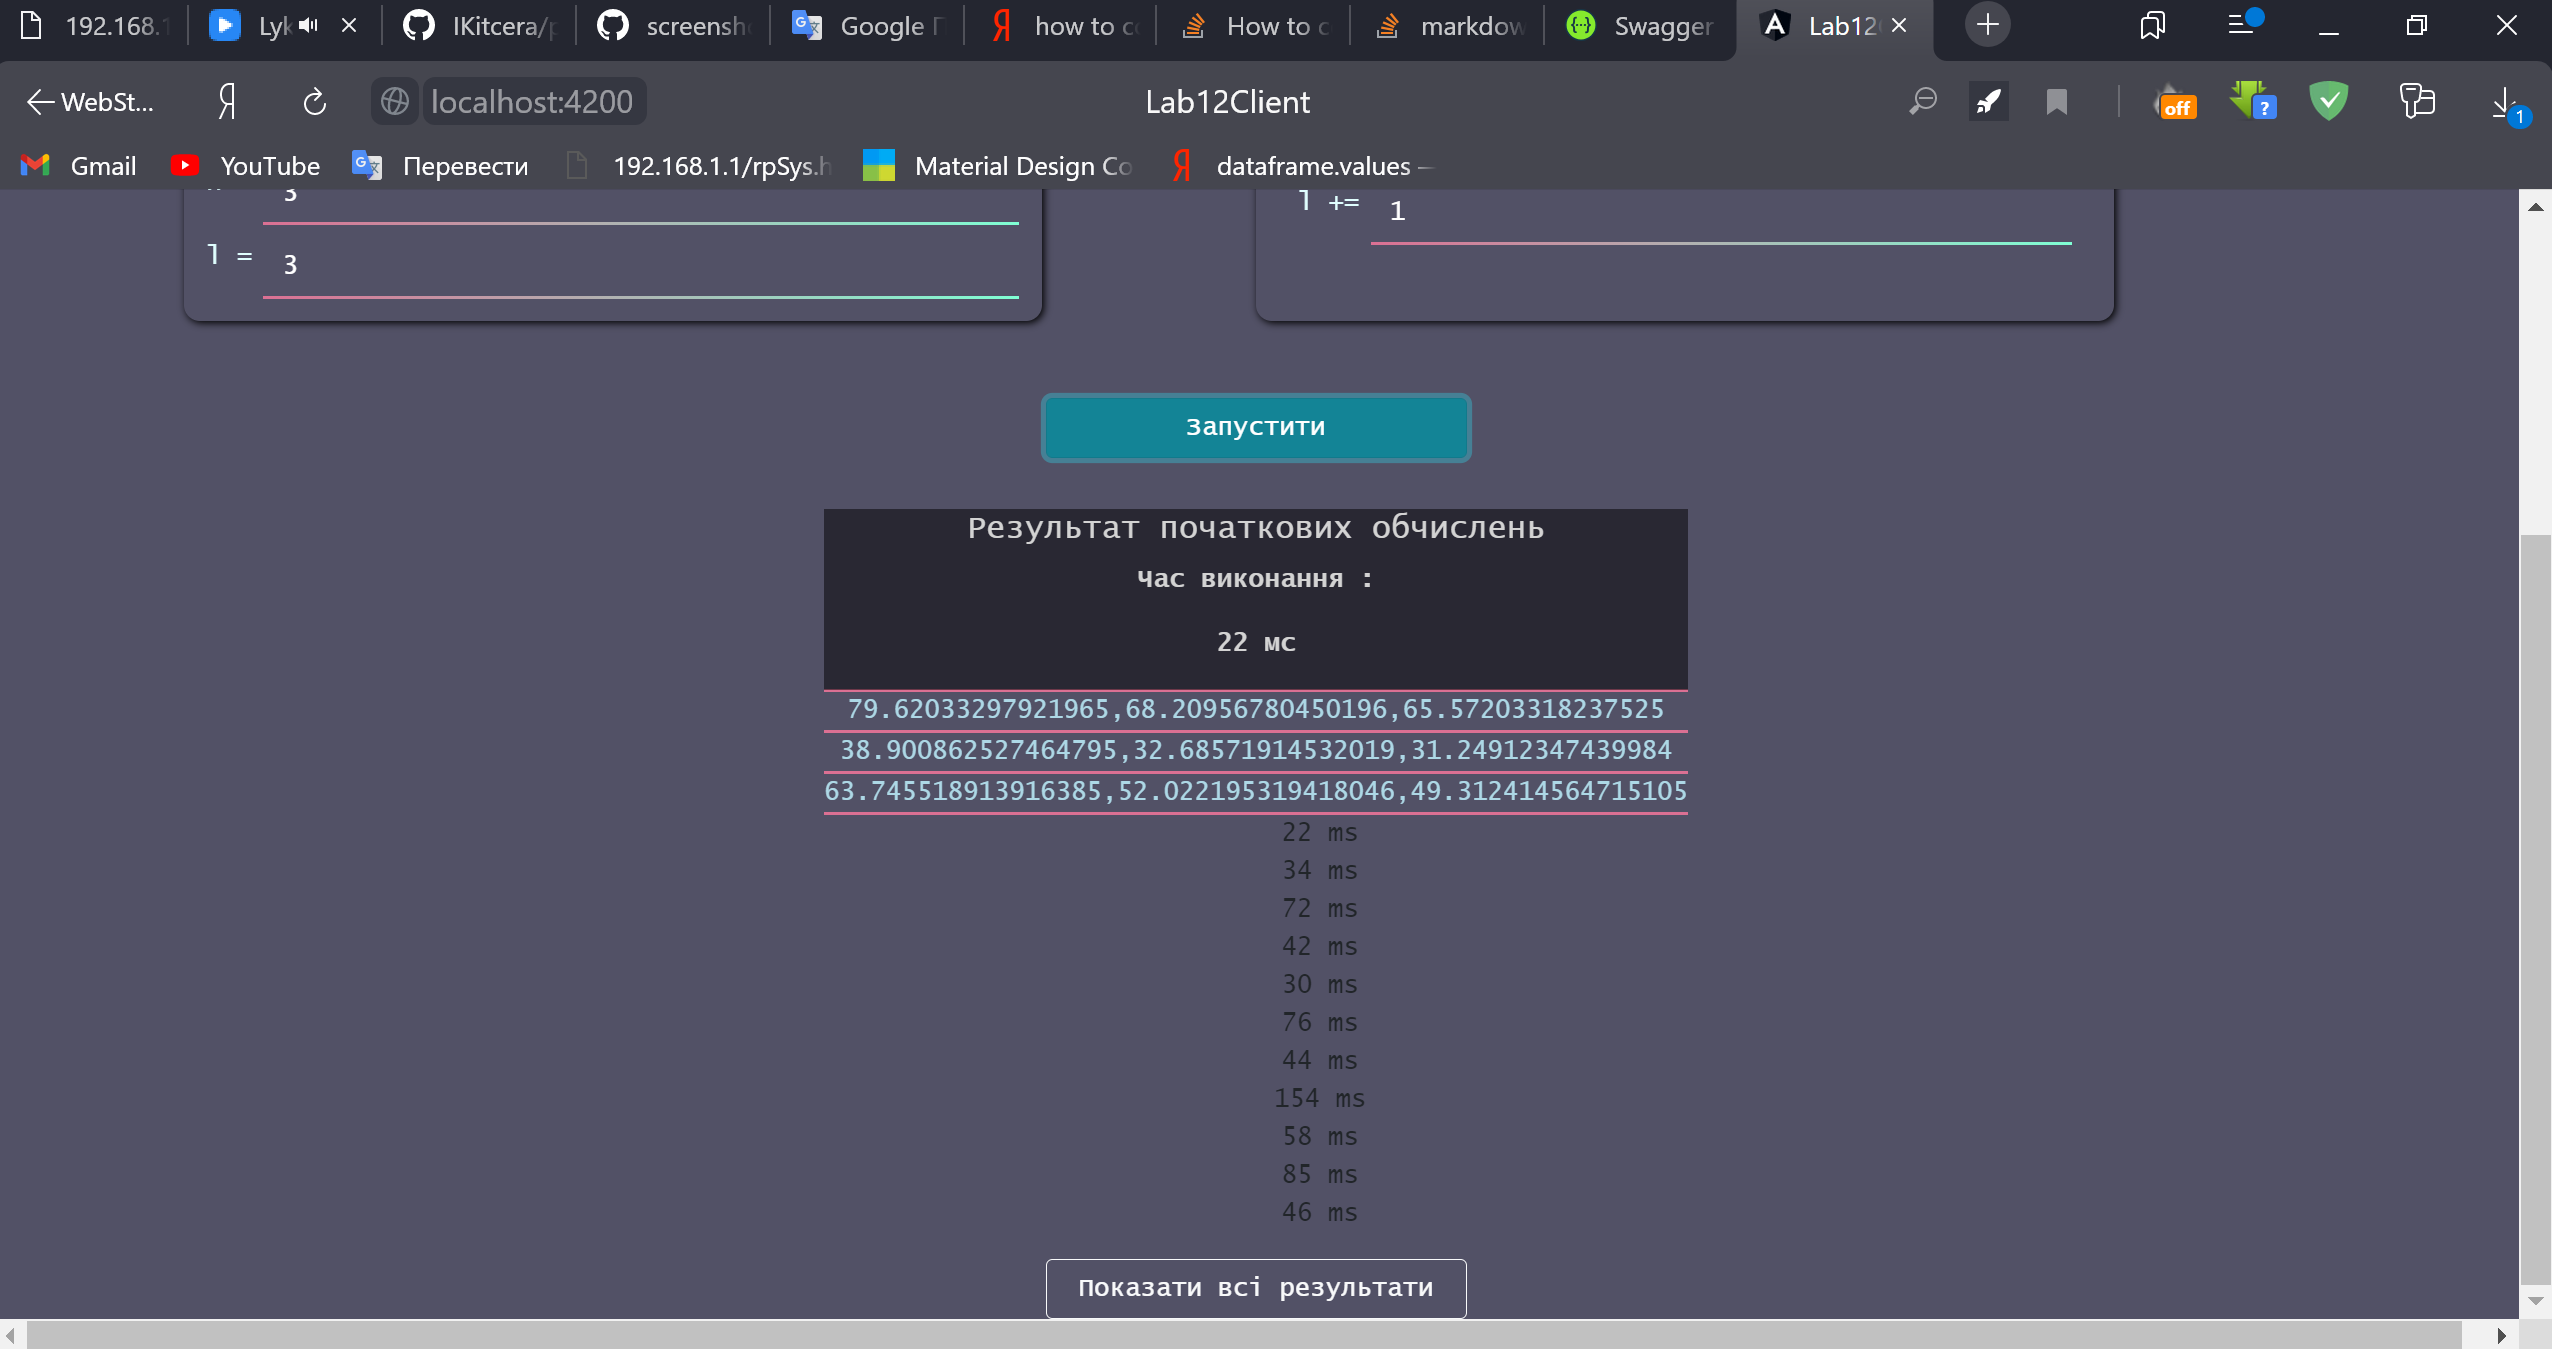 192.168.1
Lyk
IKitcera/p
screensho
Google П
how to co
How to c
markdow
Swagger
Lab12C
WebSt...
localhost:4200
Lab12Client
off
?
1
Gmail
YouTube
Перевести
192.168.1.1/rpSys.h
Material Design Co
dataframe.values —
3
l =
3
l +=
1
Запустити
Результат початкових обчислень
Час виконання :
22 мс
79.62033297921965,68.20956780450196,65.57203318237525
38.900862527464795,32.68571914532019,31.24912347439984
63.745518913916385,52.022195319418046,49.312414564715105
22 ms
34 ms
72 ms
42 ms
30 ms
76 ms
44 ms
154 ms
58 ms
85 ms
46 ms
Показати всі результати